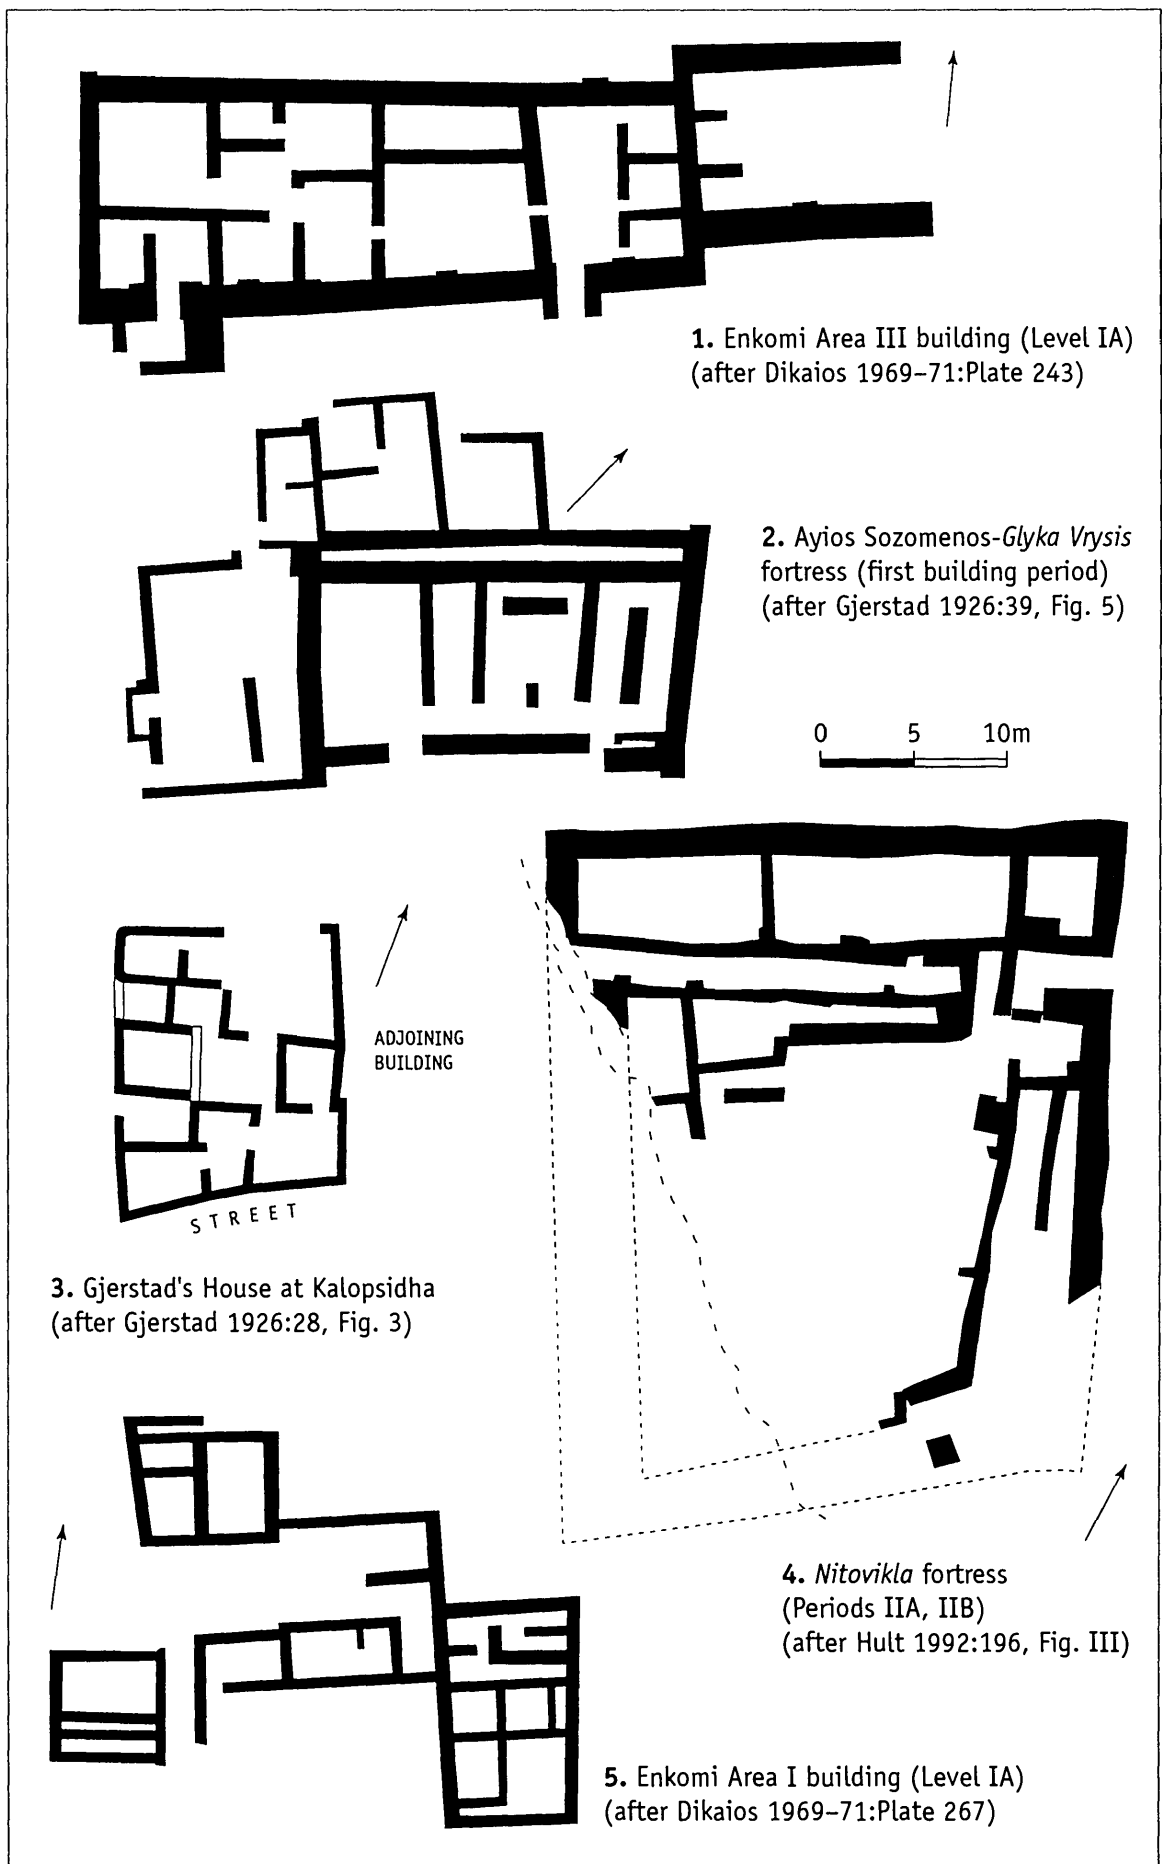 1. Enkomi Area III building (Level IA)
(after Dikaios 1969–71:Plate 243)
2. Ayios Sozomenos-Glyka Vrysis
fortress (first building period)
(after Gjerstad 1926:39, Fig. 5)
0 5 10m
ADJOINING
BUILDING
STREET
3. Gjerstad's House at Kalopsidha
(after Gjerstad 1926:28, Fig. 3)
4. Nitovikla fortress
(Periods IIA, IIB)
(after Hult 1992:196, Fig. III)
5. Enkomi Area I building (Level IA)
(after Dikaios 1969–71:Plate 267)